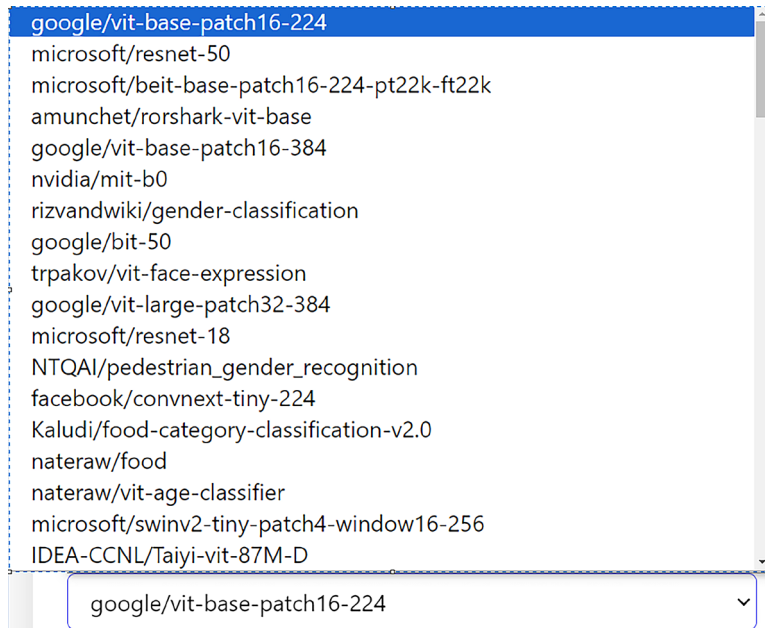 google/vit-base-patch16-224
microsoft/resnet-50
microsoft/beit-base-patch16-224-pt22k-ft22k
amunchet/rorshark-vit-base
google/vit-base-patch16-384
nvidia/mit-b0
rizvandwiki/gender-classification
google/bit-50
trpakov/vit-face-expression
google/vit-large-patch32-384
microsoft/resnet-18
NTQAI/pedestrian_gender_recognition
facebook/convnext-tiny-224
Kaludi/food-category-classification-v2.0
nateraw/food
nateraw/vit-age-classifier
microsoft/swinv2-tiny-patch4-window16-256
IDEA-CCNL/Taiyi-vit-87M-D
google/vit-base-patch16-224